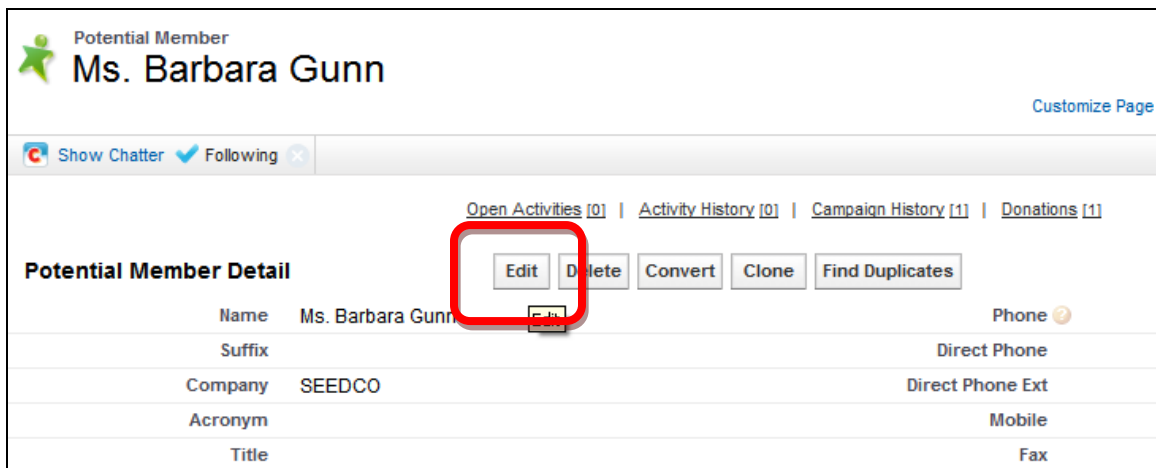 Potential Member
Ms. Barbara Gunn
Customize Page
Show Chatter Following
Open Activities [0] | Activity History [0] | Campaign History [1] | Donations [1]
Potential Member Detail Edit Delete Convert Clone Find Duplicates
Name Ms. Barbara Gunn Edit Phone ?
Suffix Direct Phone
Company SEEDCO Direct Phone Ext
Acronym Mobile
Title Fax